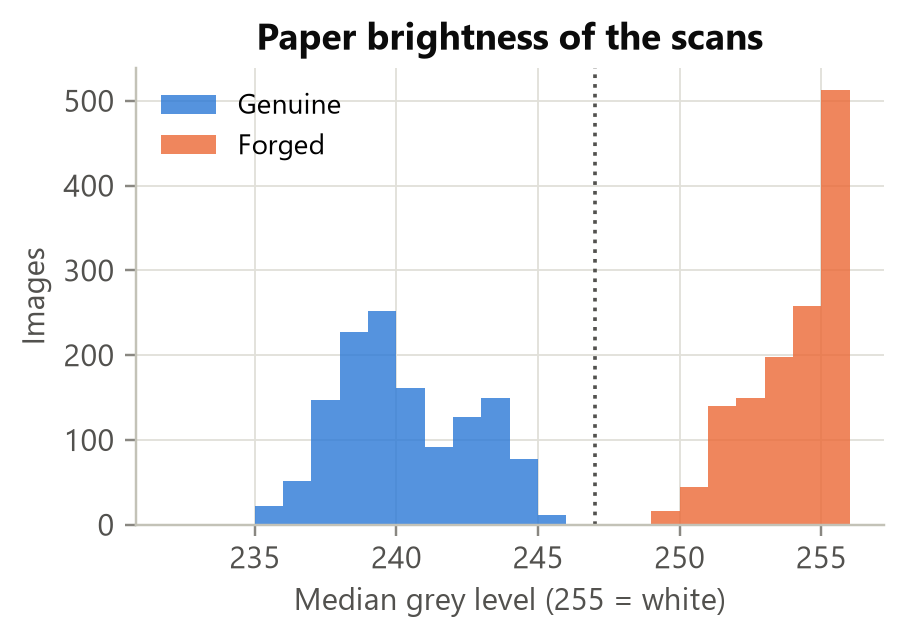 Paper brightness of the scans
Genuine
Forged
Images
500
400
300
200
100
0
235 240 245 250 255
Median grey level (255 = white)